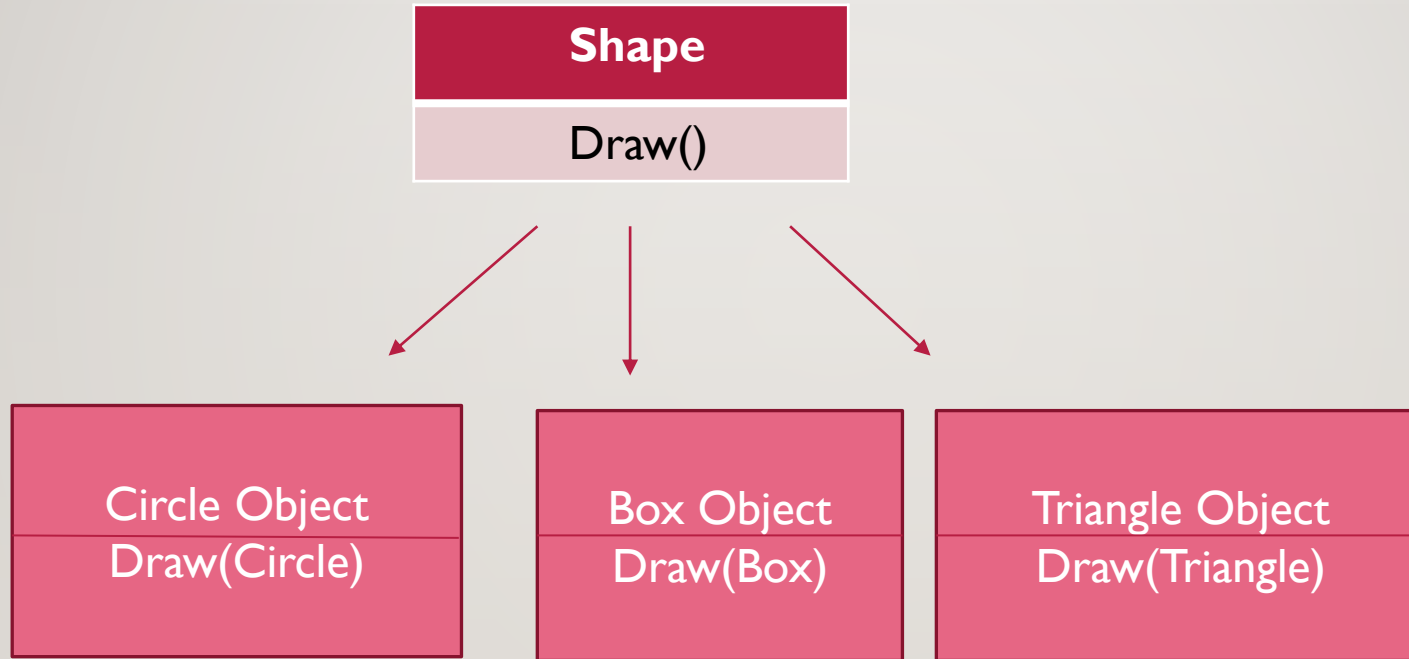 Shape
Draw()
Circle Object
Draw(Circle)
Box Object
Draw(Box)
Triangle Object
Draw(Triangle)